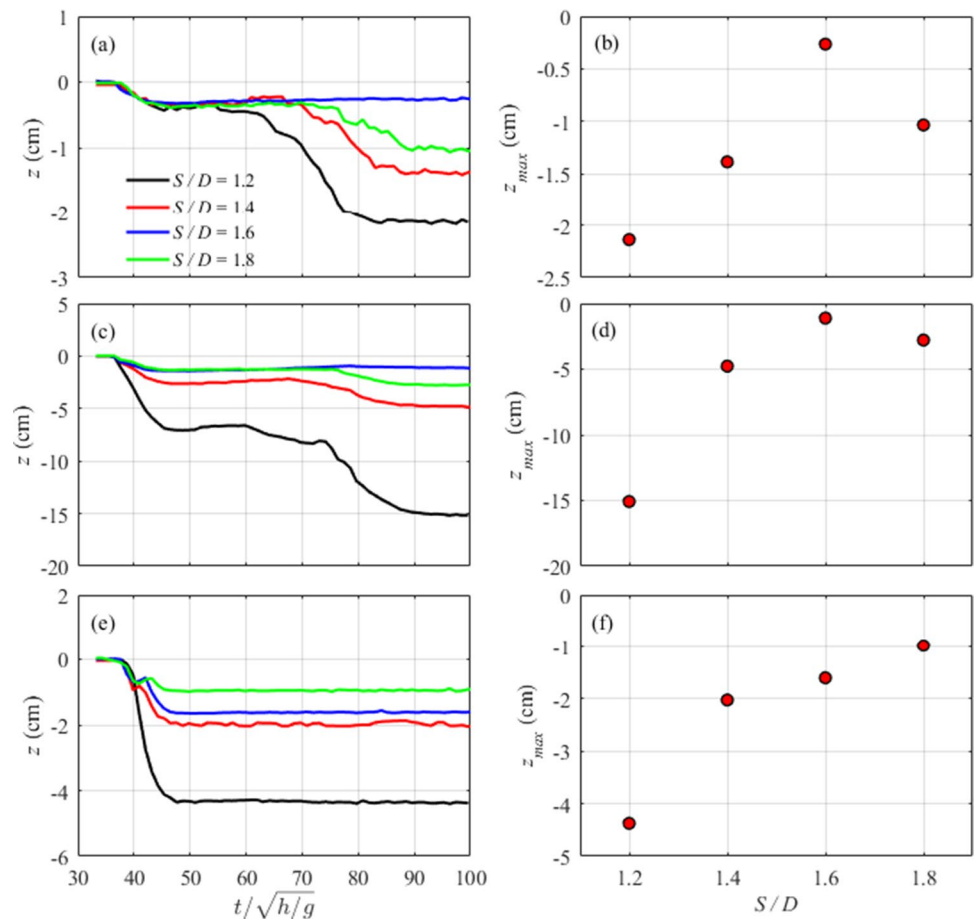 (a)
1
0
-1
-2
-3
z (cm)
S/D = 1.2
S/D = 1.4
S/D = 1.6
S/D = 1.8
(b)
0
-0.5
-1
-1.5
-2
-2.5
z_max (cm)
(c)
5
0
-5
-10
-15
-20
z (cm)
(d)
0
-5
-10
-15
-20
z_max (cm)
(e)
2
0
-2
-4
-6
z (cm)
30 40 50 60 70 80 90 100
t/√h/g
(f)
0
-1
-2
-3
-4
-5
z_max (cm)
1.2 1.4 1.6 1.8
S/D